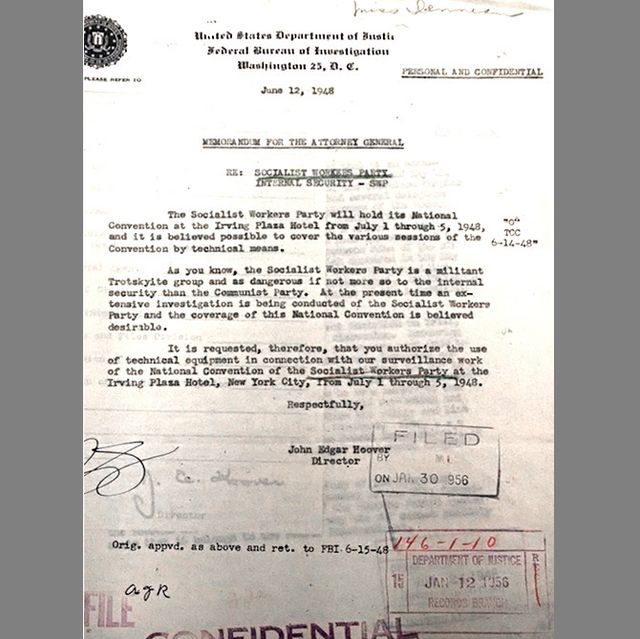 United States Department of Justi
Federal Bureau of Investigation
Washington 25, D. C.
PLEASE REFER TO
PERSONAL AND CONFIDENTIAL
June 12, 1948
MEMORANDUM FOR THE ATTORNEY GENERAL
RE: SOCIALIST WORKERS PARTY
INTERNAL SECURITY - SWP
The Socialist Workers Party will hold its National
Convention at the Irving Plaza Hotel from July 1 through 5, 1948,
and it is believed possible to cover the various sessions of the
Convention by technical means.
"O"
TCC
6-14-48"
As you know, the Socialist Workers Party is a militant
Trotskyite group and as dangerous if not more so to the internal
security than the Communist Party. At the present time an ex-
tensive investigation is being conducted of the Socialist Workers
Party and the coverage of this National Convention is believed
desirable.
It is requested, therefore, that you authorize the use
of technical equipment in connection with our surveillance work
of the National Convention of the Socialist Workers Party at the
Irving Plaza Hotel, New York City, from July 1 through 5, 1948.
Respectfully,
John Edgar Hoover
Director
FILED
BY
ON JAN 30 956
J. E. Hoover
Director
Orig. appvd. as above and ret. to FBI 6-15-48
146-1-10
DEPARTMENT OF JUSTICE
R
15 JAN 12 1956
RECORDS BRANCH
FILE
CONFIDENTIAL